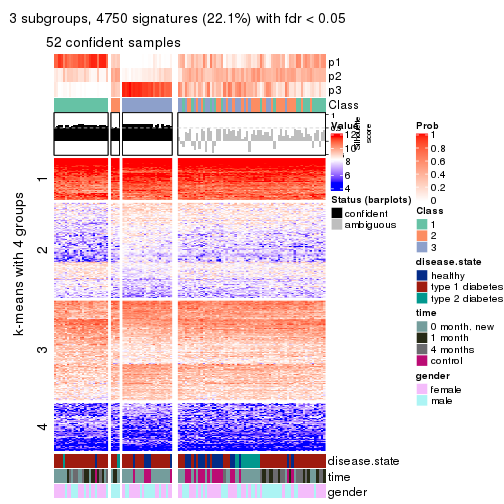 3 subgroups, 4750 signatures (22.1%) with fdr < 0.05
52 confident samples
p1
p2
p3
Class
1
silhouette
score
Value
12
10
8
6
4
Status (barplots)
confident
ambiguous
Prob
1
0.8
0.6
0.4
0.2
0
Class
1
2
3
disease.state
healthy
type 1 diabetes
type 2 diabetes
time
0 month. new
1 month
4 months
control
gender
female
male
k-means with 4 groups
1
2
3
4
disease.state
time
gender